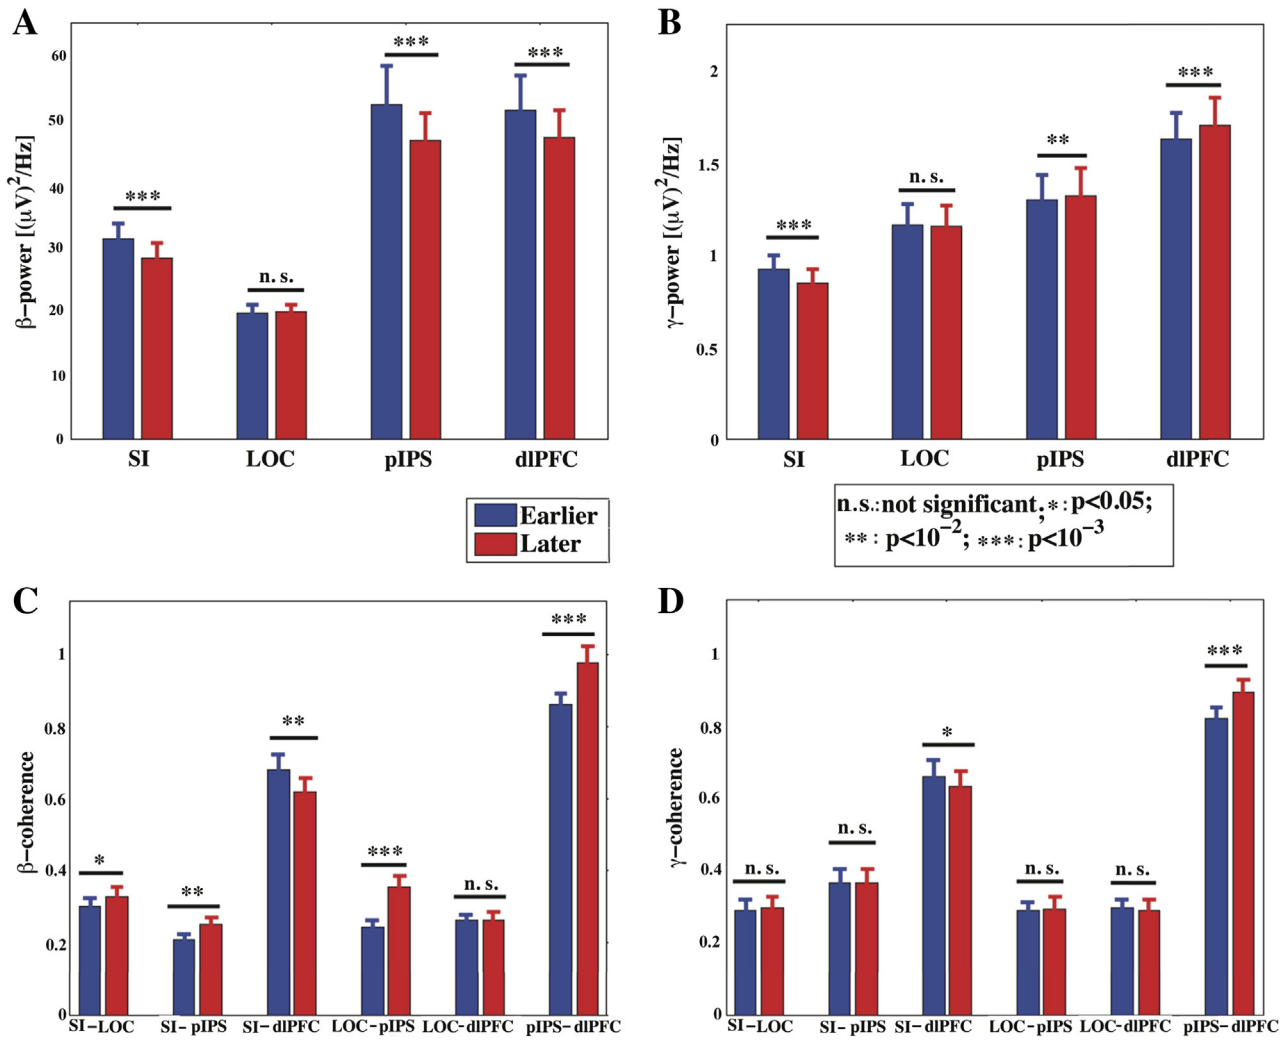 A
β−power [(μV)²/Hz]
60
50
40
30
20
10
0
***
n. s.
***
***
SI
LOC
pIPS
dlPFC
B
γ−power [(μV)²/Hz]
2
1.5
1
0.5
0
***
n. s.
**
***
SI
LOC
pIPS
dlPFC
Earlier
Later
n.s.:not significant;*:p<0.05;
**: p<10⁻²; ***:p<10⁻³
C
β−coherence
1
0.8
0.6
0.4
0.2
0
*
**
**
***
n. s.
***
SI−LOC
SI−pIPS
SI−dlPFC
LOC-pIPS
LOC-dlPFC
pIPS−dlPFC
D
γ−coherence
1
0.8
0.6
0.4
0.2
0
n. s.
n. s.
*
n. s.
n. s.
***
SI−LOC
SI−pIPS
SI−dlPFC
LOC-pIPS
LOC-dlPFC
pIPS−dlPFC